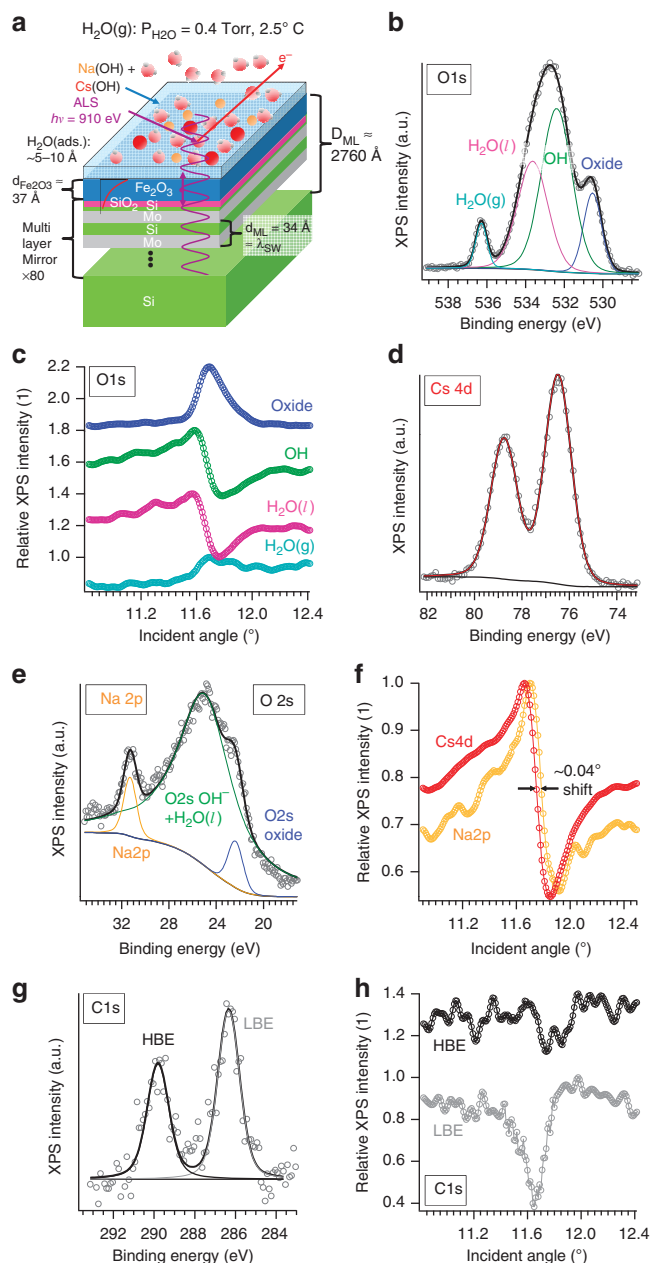 a
H₂O(g): P_H2O = 0.4 Torr, 2.5° C
Na(OH) +
Cs(OH)
e⁻
ALS
hν = 910 eV
H₂O(ads.):
~5–10 Å
D_ML ≈
2760 Å
d_Fe2O3 =
37 Å
Fe₂O₃
SiO₂
Si
Mo
Si
Mo
d_ML = 34 Å
= λ_SW
Multi
layer
Mirror
×80
Si
b
O1s
H₂O(l)
OH
Oxide
H₂O(g)
XPS intensity (a.u.)
538 536 534 532 530
Binding energy (eV)
c
O1s
2.2
2.0
1.8
1.6
1.4
1.2
1.0
Oxide
OH
H₂O(l)
H₂O(g)
Relative XPS intensity (1)
11.2 11.6 12.0 12.4
Incident angle (°)
d
Cs 4d
XPS intensity (a.u.)
82 80 78 76 74
Binding energy (eV)
e
Na 2p
O 2s
O2s OH⁻
+H₂O(l)
O2s
oxide
Na2p
XPS intensity (a.u.)
32 28 24 20
Binding energy (eV)
f
1.0
0.9
0.8
0.7
0.6
Cs4d
~0.04°
shift
Na2p
Relative XPS intensity (1)
11.2 11.6 12.0 12.4
Incident angle (°)
g
C1s
HBE
LBE
XPS intensity (a.u.)
292 290 288 286 284
Binding energy (eV)
h
1.4
1.2
1.0
0.8
0.6
0.4
HBE
LBE
C1s
Relative XPS intensity (1)
11.2 11.6 12.0 12.4
Incident angle (°)